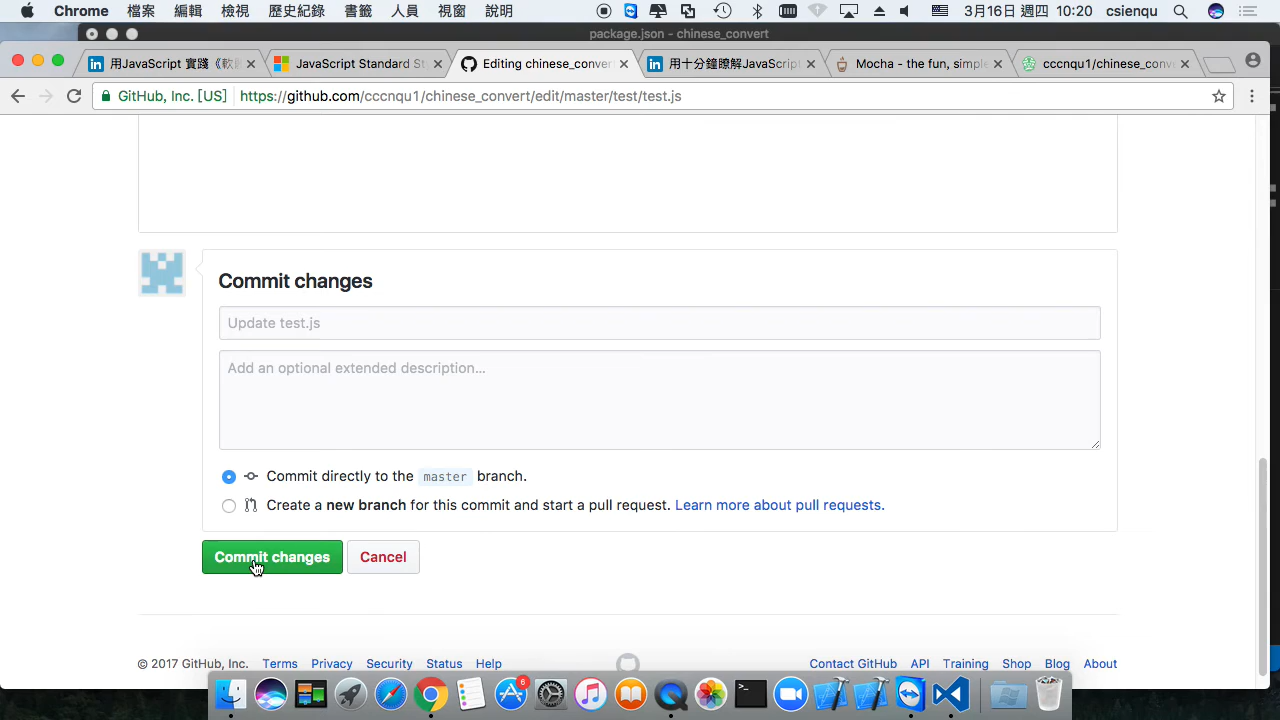 Chrome 檔案 編輯 檢視 歷史紀錄 書籤 人員 視窗 說明 3月16日 週四 10:20 csienqu
package.json - chinese_convert
用JavaScript 實踐《軟 JavaScript Standard St Editing chinese_conver 用十分鐘瞭解JavaScrip Mocha - the fun, simple cccnqu1/chinese_conv
GitHub, Inc. [US] https://github.com/cccnqu1/chinese_convert/edit/master/test/test.js
Commit changes
Update test.js
Add an optional extended description...
Commit directly to the master branch.
Create a new branch for this commit and start a pull request. Learn more about pull requests.
Commit changes Cancel
© 2017 GitHub, Inc. Terms Privacy Security Status Help Contact GitHub API Training Shop Blog About
6